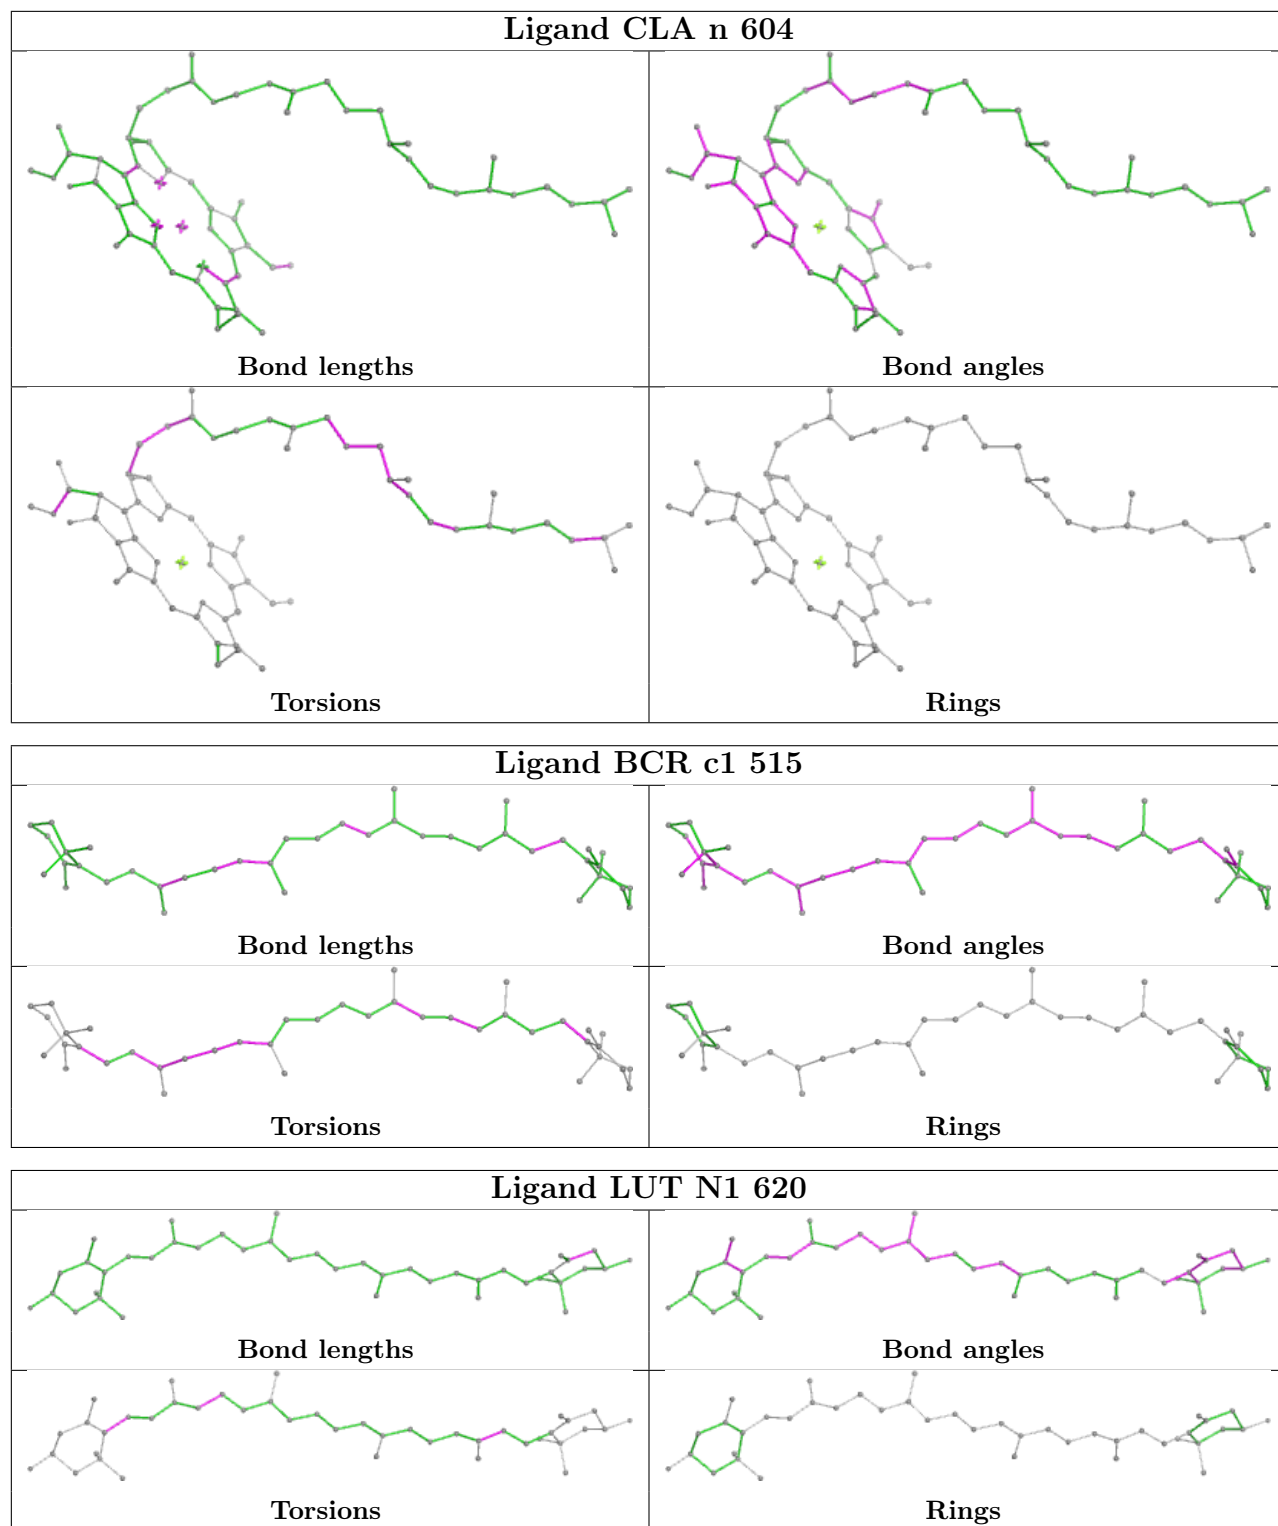 Ligand CLA n 604
Bond lengths
Bond angles
Torsions
Rings
Ligand BCR c1 515
Bond lengths
Bond angles
Torsions
Rings
Ligand LUT N1 620
Bond lengths
Bond angles
Torsions
Rings